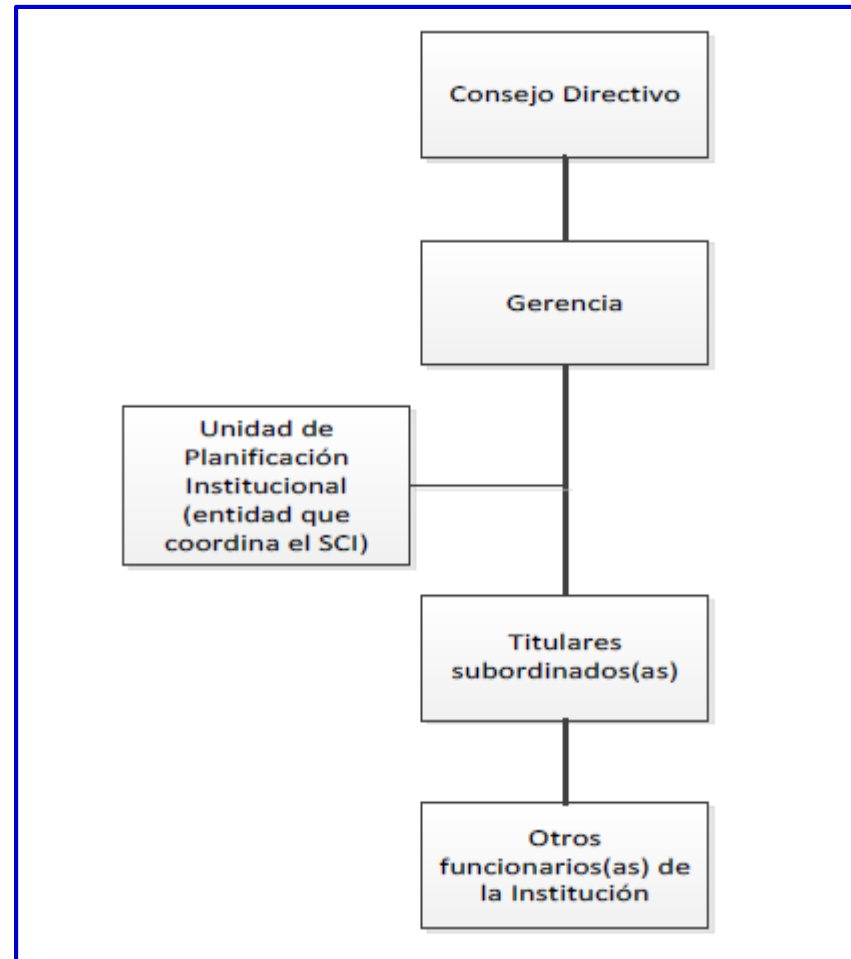 Consejo Directivo
Gerencia
Unidad de
Planificación
Institucional
(entidad que
coordina el SCI)
Titulares
subordinados(as)
Otros
funcionarios(as) de
la Institución